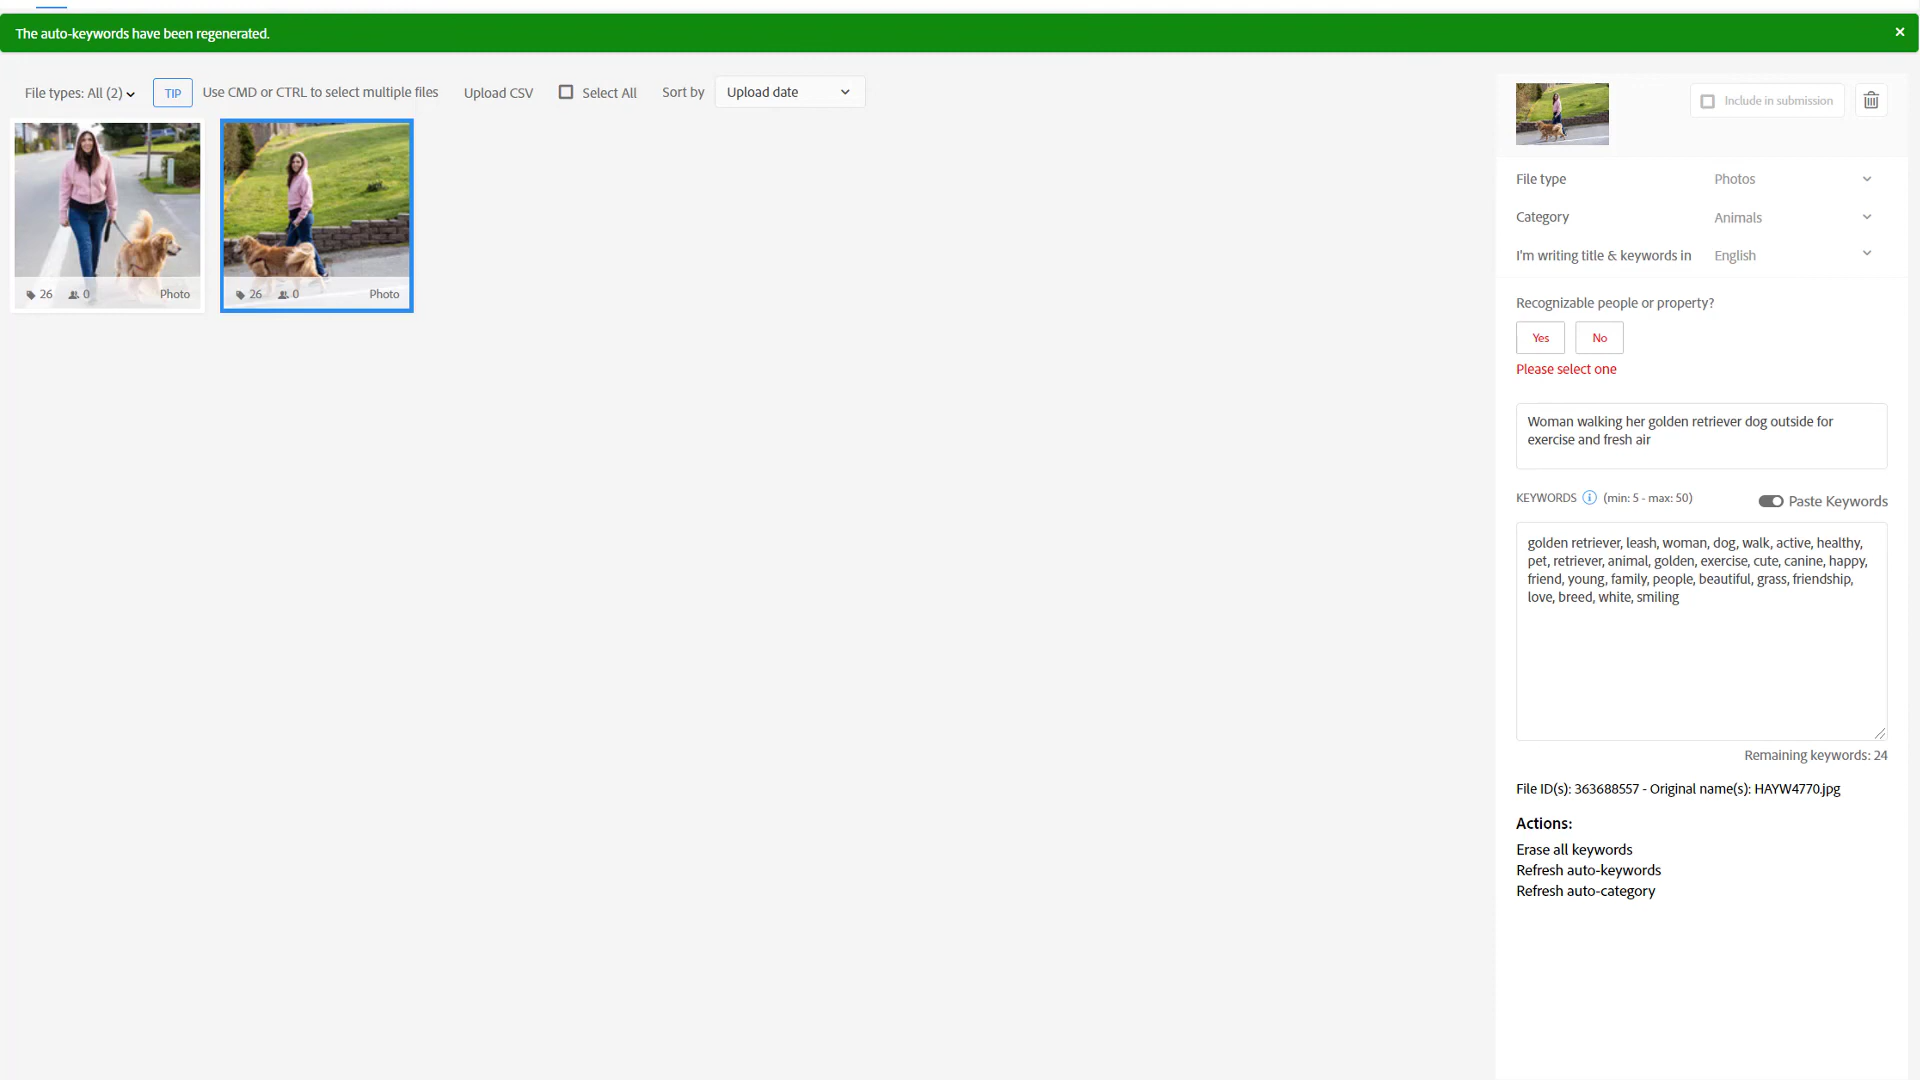 The auto-keywords have been regenerated.
×
File types: All (2)
TIP
Use CMD or CTRL to select multiple files
Upload CSV
Select All
Sort by
Upload date
26
0
Photo
26
0
Photo
Include in submission
File type
Photos
Category
Animals
I'm writing title & keywords in
English
Recognizable people or property?
Yes
No
Please select one
Woman walking her golden retriever dog outside for
exercise and fresh air
KEYWORDS
(min: 5 - max: 50)
Paste Keywords
golden retriever, leash, woman, dog, walk, active, healthy,
pet, retriever, animal, golden, exercise, cute, canine, happy,
friend, young, family, people, beautiful, grass, friendship,
love, breed, white, smiling
Remaining keywords: 24
File ID(s): 363688557 - Original name(s): HAYW4770.jpg
Actions:
Erase all keywords
Refresh auto-keywords
Refresh auto-category